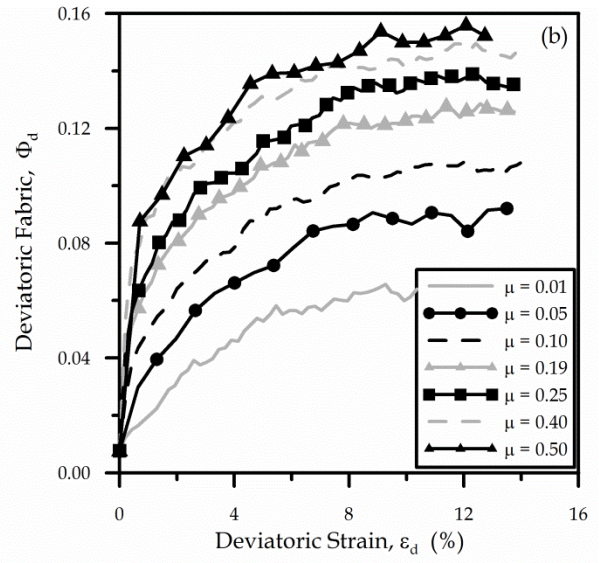 (b)
0.16
0.12
0.08
0.04
0.00
Deviatoric Fabric, Φd
μ = 0.01
μ = 0.05
μ = 0.10
μ = 0.19
μ = 0.25
μ = 0.40
μ = 0.50
0 4 8 12 16
Deviatoric Strain, εd (%)